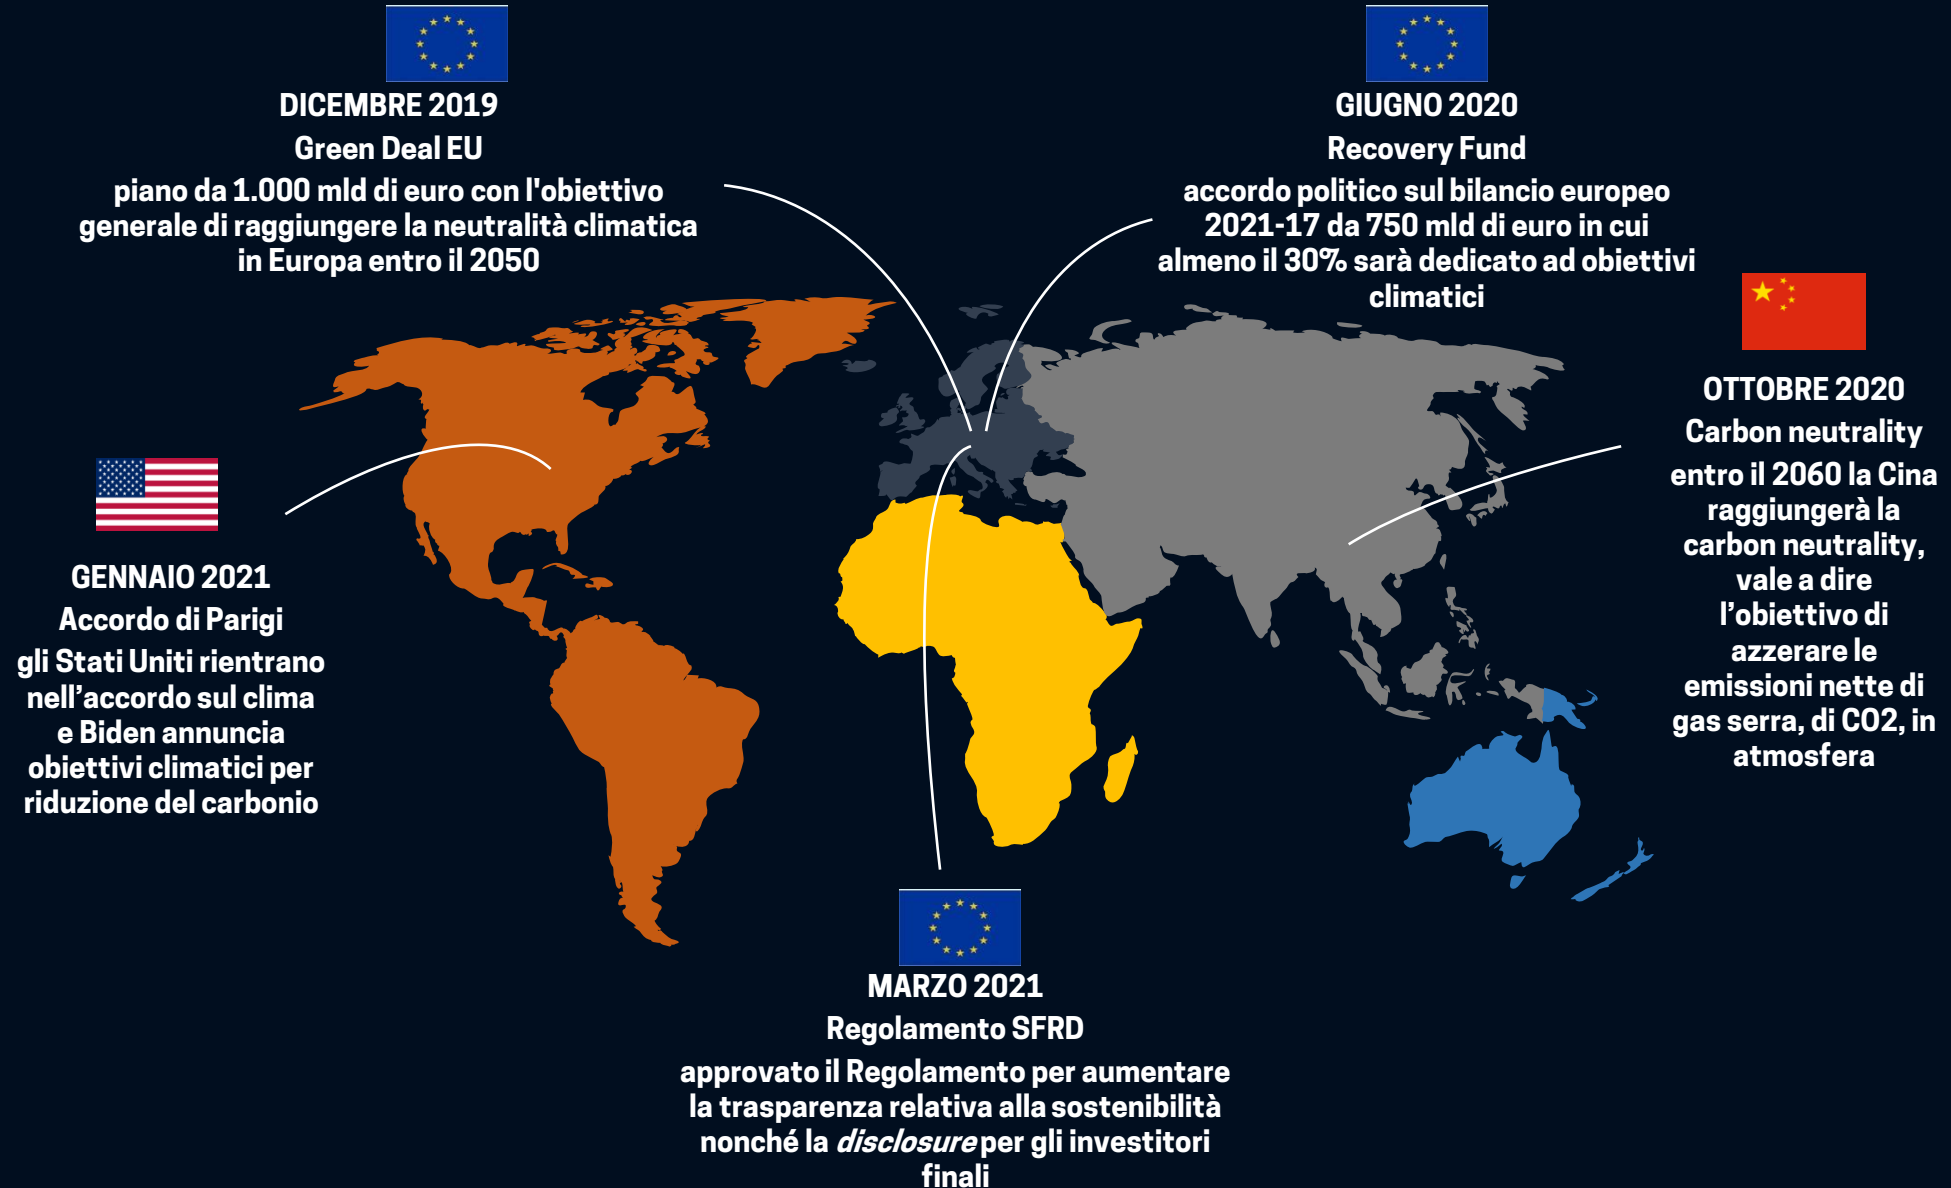 DICEMBRE 2019
Green Deal EU
piano da 1.000 mld di euro con l'obiettivo
generale di raggiungere la neutralità climatica
in Europa entro il 2050
GIUGNO 2020
Recovery Fund
accordo politico sul bilancio europeo
2021-17 da 750 mld di euro in cui
almeno il 30% sarà dedicato ad obiettivi
climatici
OTTOBRE 2020
Carbon neutrality
entro il 2060 la Cina
raggiungerà la
carbon neutrality,
vale a dire
l’obiettivo di
azzerare le
emissioni nette di
gas serra, di CO2, in
atmosfera
GENNAIO 2021
Accordo di Parigi
gli Stati Uniti rientrano
nell’accordo sul clima
e Biden annuncia
obiettivi climatici per
riduzione del carbonio
MARZO 2021
Regolamento SFRD
approvato il Regolamento per aumentare
la trasparenza relativa alla sostenibilità
nonché la disclosure per gli investitori
finali